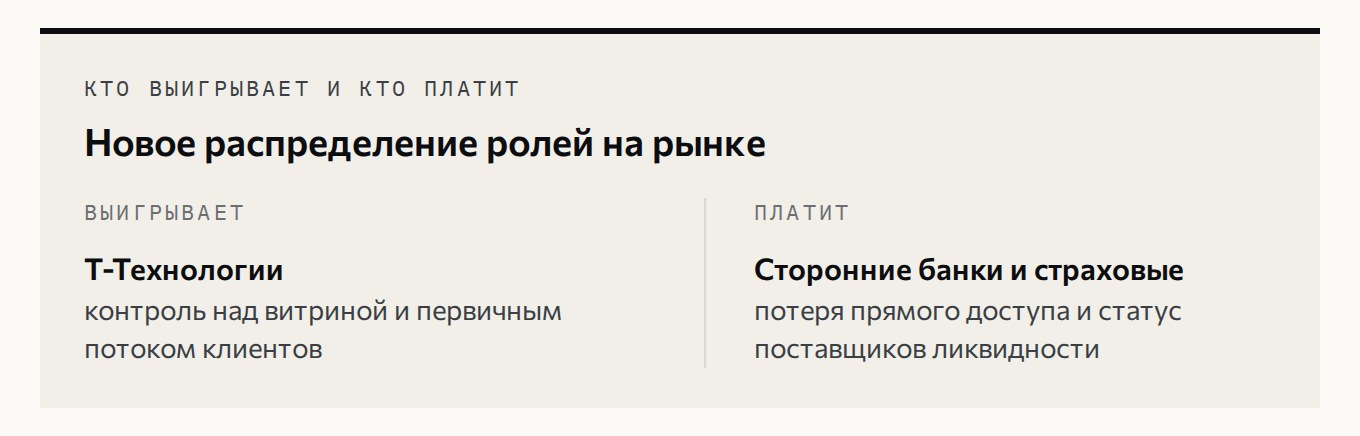 КТО ВЫИГРЫВАЕТ И КТО ПЛАТИТ
Новое распределение ролей на рынке
ВЫИГРЫВАЕТ
Т-Технологии
контроль над витриной и первичным
потоком клиентов
ПЛАТИТ
Сторонние банки и страховые
потеря прямого доступа и статус
поставщиков ликвидности